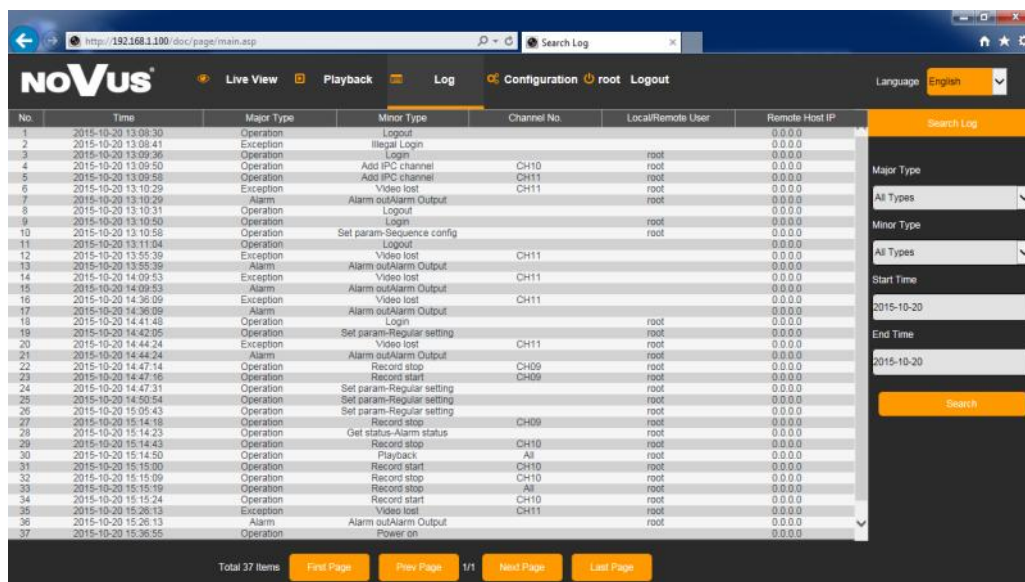 http://192.168.1.100/doc/page/main.asp
Search Log
NOVUS
Live View
Playback
Log
Configuration
root
Logout
Language
English
No. Time Major Type Minor Type Channel No. Local/Remote User Remote Host IP
1 2015-10-20 13:08:30 Operation Logout 0.0.0.0
2 2015-10-20 13:08:41 Exception Illegal Login 0.0.0.0
3 2015-10-20 13:09:36 Operation Login root 0.0.0.0
4 2015-10-20 13:09:50 Operation Add IPC channel CH10 root 0.0.0.0
5 2015-10-20 13:09:58 Operation Add IPC channel CH11 root 0.0.0.0
6 2015-10-20 13:10:29 Exception Video lost CH11 root 0.0.0.0
7 2015-10-20 13:10:29 Alarm Alarm outAlarm Output root 0.0.0.0
8 2015-10-20 13:10:31 Operation Logout 0.0.0.0
9 2015-10-20 13:10:50 Operation Login root 0.0.0.0
10 2015-10-20 13:10:58 Operation Set param-Sequence config root 0.0.0.0
11 2015-10-20 13:11:04 Operation Logout 0.0.0.0
12 2015-10-20 13:55:39 Exception Video lost CH11 0.0.0.0
13 2015-10-20 13:55:39 Alarm Alarm outAlarm Output 0.0.0.0
14 2015-10-20 14:09:53 Exception Video lost CH11 0.0.0.0
15 2015-10-20 14:09:53 Alarm Alarm outAlarm Output 0.0.0.0
16 2015-10-20 14:36:09 Exception Video lost CH11 0.0.0.0
17 2015-10-20 14:36:09 Alarm Alarm outAlarm Output 0.0.0.0
18 2015-10-20 14:41:48 Operation Login root 0.0.0.0
19 2015-10-20 14:42:05 Operation Set param-Regular setting root 0.0.0.0
20 2015-10-20 14:44:24 Exception Video lost CH11 root 0.0.0.0
21 2015-10-20 14:44:24 Alarm Alarm outAlarm Output root 0.0.0.0
22 2015-10-20 14:47:14 Operation Record stop CH09 root 0.0.0.0
23 2015-10-20 14:47:16 Operation Record start CH09 root 0.0.0.0
24 2015-10-20 14:47:31 Operation Set param-Regular setting root 0.0.0.0
25 2015-10-20 14:50:54 Operation Set param-Regular setting root 0.0.0.0
26 2015-10-20 15:05:43 Operation Set param-Regular setting root 0.0.0.0
27 2015-10-20 15:14:18 Operation Record stop CH09 root 0.0.0.0
28 2015-10-20 15:14:23 Operation Get status-Alarm status root 0.0.0.0
29 2015-10-20 15:14:43 Operation Record stop CH10 root 0.0.0.0
30 2015-10-20 15:14:50 Operation Playback All root 0.0.0.0
31 2015-10-20 15:15:00 Operation Record start CH10 root 0.0.0.0
32 2015-10-20 15:15:09 Operation Record stop CH10 root 0.0.0.0
33 2015-10-20 15:15:19 Operation Record stop All root 0.0.0.0
34 2015-10-20 15:15:24 Operation Record start CH10 root 0.0.0.0
35 2015-10-20 15:26:13 Exception Video lost CH11 root 0.0.0.0
36 2015-10-20 15:26:13 Alarm Alarm outAlarm Output root 0.0.0.0
37 2015-10-20 15:36:55 Operation Power on 0.0.0.0
Search Log
Major Type
All Types
Minor Type
All Types
Start Time
2015-10-20
End Time
2015-10-20
Search
Total 37 Items
First Page
Prev Page
1/1
Next Page
Last Page